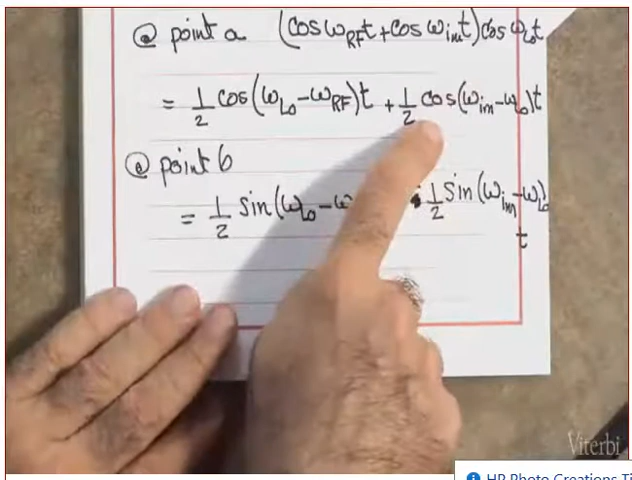 @ point a (cos ω_RF t + cos ω_im t) cos ω_Lo t
= 1/2 cos(ω_Lo − ω_RF)t + 1/2 cos(ω_im − ω_Lo)t
@ point b
= 1/2 sin(ω_Lo − ω 1/2 sin(ω_im − ω_Lo)
t
Viterbi
HP Photo Creations